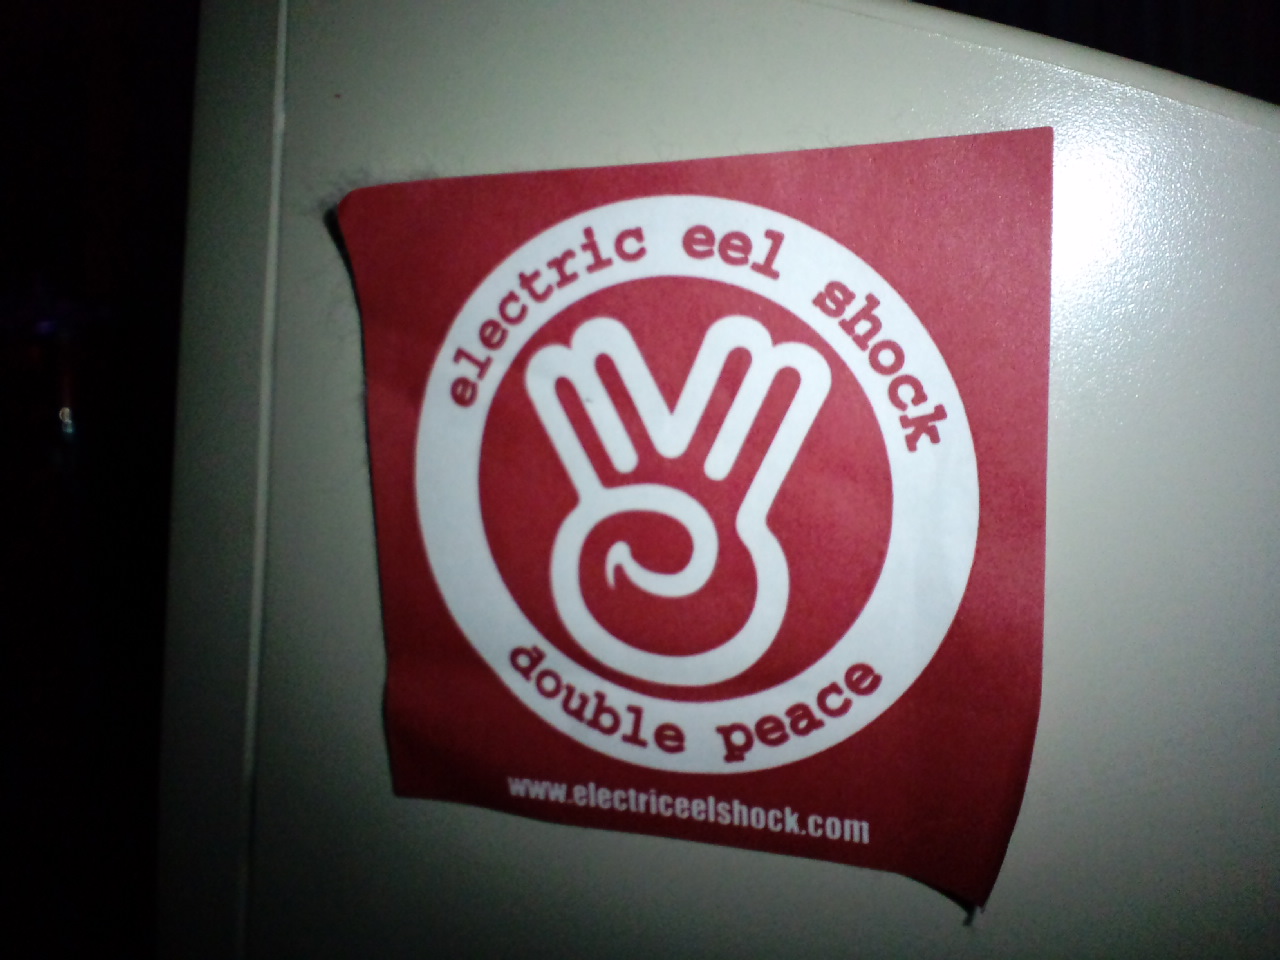 electric eel shock
double peace
www.electriceelshock.com